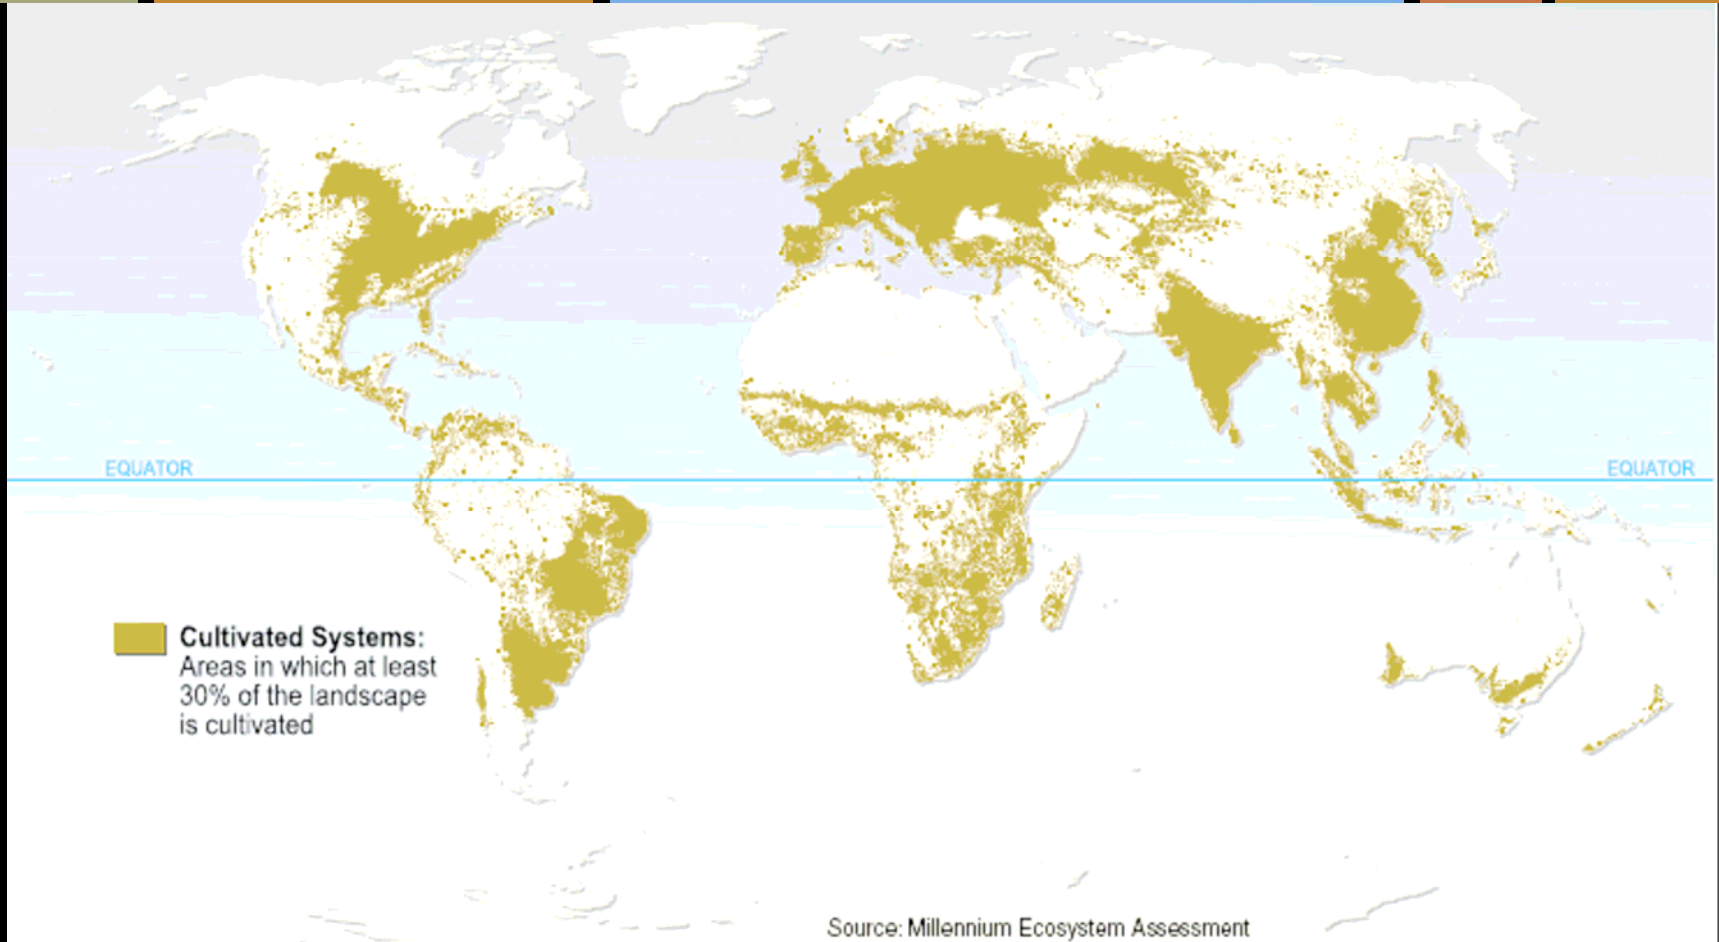 EQUATOR
EQUATOR
Cultivated Systems:
Areas in which at least
30% of the landscape
is cultivated
Source: Millennium Ecosystem Assessment